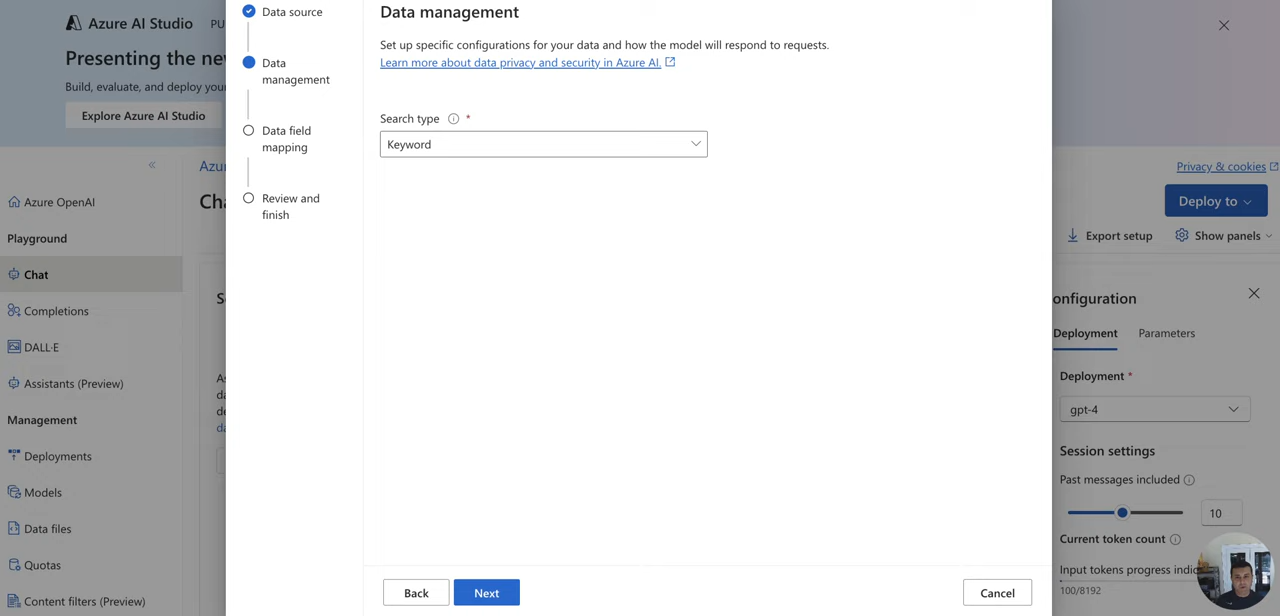 Azure AI Studio PU
Presenting the new
Build, evaluate, and deploy your
Explore Azure AI Studio
Azure OpenAI
Playground
Chat
Completions
DALL·E
Assistants (Preview)
Management
Deployments
Models
Data files
Quotas
Content filters (Preview)
Data source
Data
management
Data field
mapping
Review and
finish
Data management
Set up specific configurations for your data and how the model will respond to requests.
Learn more about data privacy and security in Azure AI.
Search type *
Keyword
Back
Next
Cancel
Privacy & cookies
Deploy to
Export setup
Show panels
onfiguration
Deployment
Parameters
Deployment *
gpt-4
Session settings
Past messages included
10
Current token count
Input tokens progress indic
100/8192